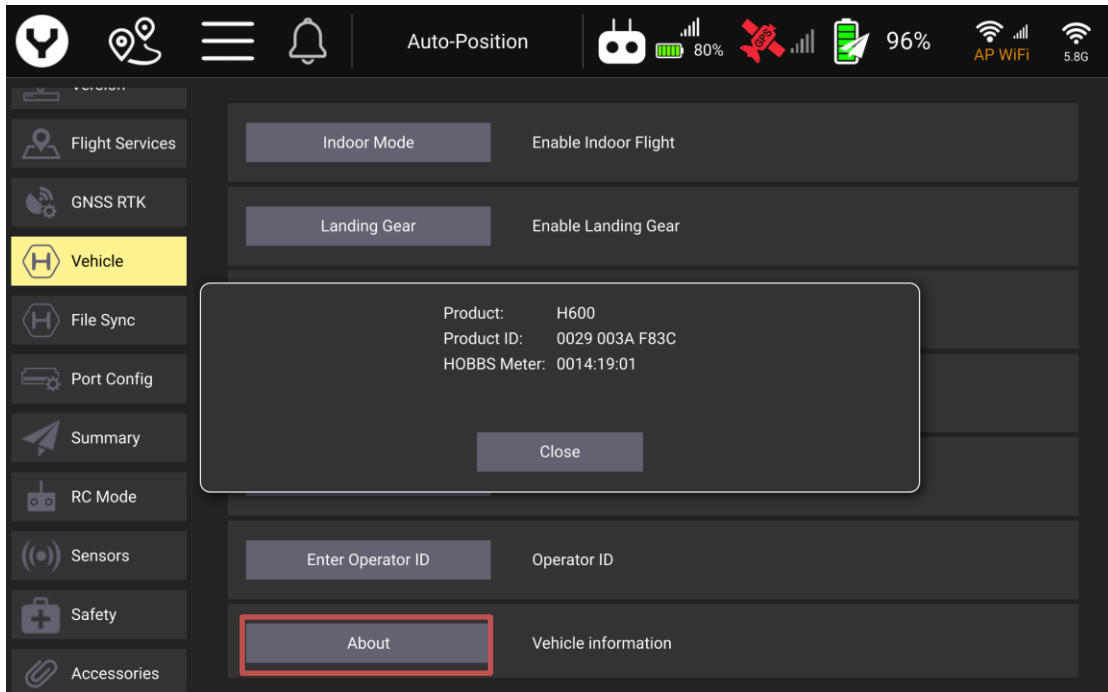 Auto-Position
80%
GPS
96%
AP WiFi
5.8G
Version
Flight Services
GNSS RTK
Vehicle
File Sync
Port Config
Summary
RC Mode
Sensors
Safety
Accessories
Indoor Mode Enable Indoor Flight
Landing Gear Enable Landing Gear
Product: H600
Product ID: 0029 003A F83C
HOBBS Meter: 0014:19:01
Close
Enter Operator ID Operator ID
About Vehicle information